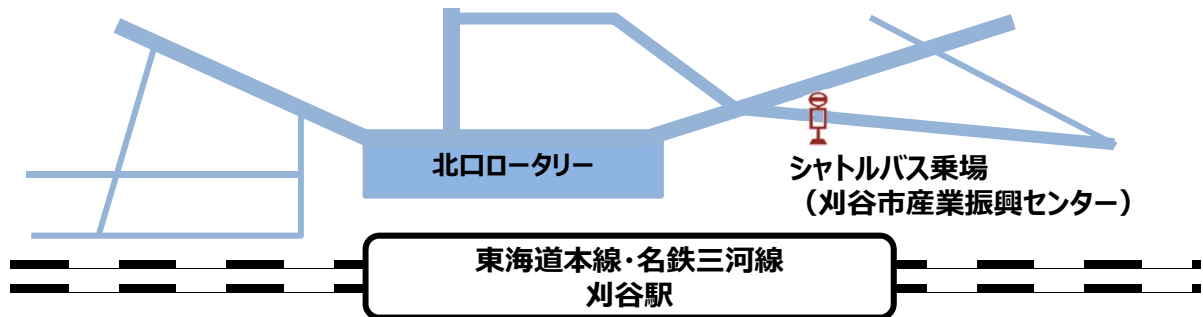 北口ロータリー
シャトルバス乗場
（刈谷市産業振興センター）
東海道本線・名鉄三河線
刈谷駅